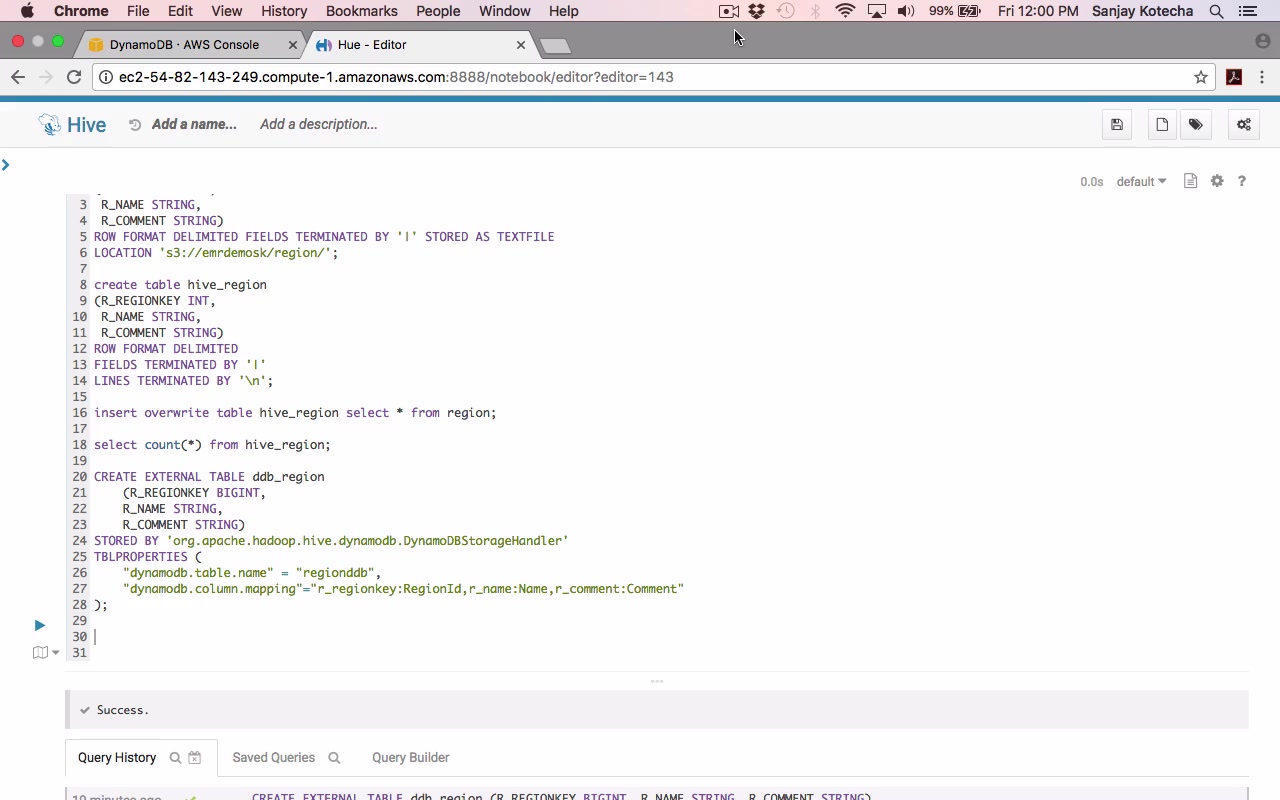 Chrome File Edit View History Bookmarks People Window Help 99% Fri 12:00 PM Sanjay Kotecha
DynamoDB · AWS Console Hue - Editor
ec2-54-82-143-249.compute-1.amazonaws.com:8888/notebook/editor?editor=143
Hive Add a name... Add a description...
0.0s default ?
3 R_NAME STRING,
4 R_COMMENT STRING)
5 ROW FORMAT DELIMITED FIELDS TERMINATED BY '|' STORED AS TEXTFILE
6 LOCATION 's3://emrdemosk/region/';
7
8 create table hive_region
9 (R_REGIONKEY INT,
10 R_NAME STRING,
11 R_COMMENT STRING)
12 ROW FORMAT DELIMITED
13 FIELDS TERMINATED BY '|'
14 LINES TERMINATED BY '\n';
15
16 insert overwrite table hive_region select * from region;
17
18 select count(*) from hive_region;
19
20 CREATE EXTERNAL TABLE ddb_region
21 (R_REGIONKEY BIGINT,
22 R_NAME STRING,
23 R_COMMENT STRING)
24 STORED BY 'org.apache.hadoop.hive.dynamodb.DynamoDBStorageHandler'
25 TBLPROPERTIES (
26 "dynamodb.table.name" = "regionddb",
27 "dynamodb.column.mapping"="r_regionkey:RegionId,r_name:Name,r_comment:Comment"
28 );
29
30
31
Success.
Query History Saved Queries Query Builder
10 minutes ago CREATE EXTERNAL TABLE ddb_region (R_REGIONKEY BIGINT, R_NAME STRING, R_COMMENT STRING)